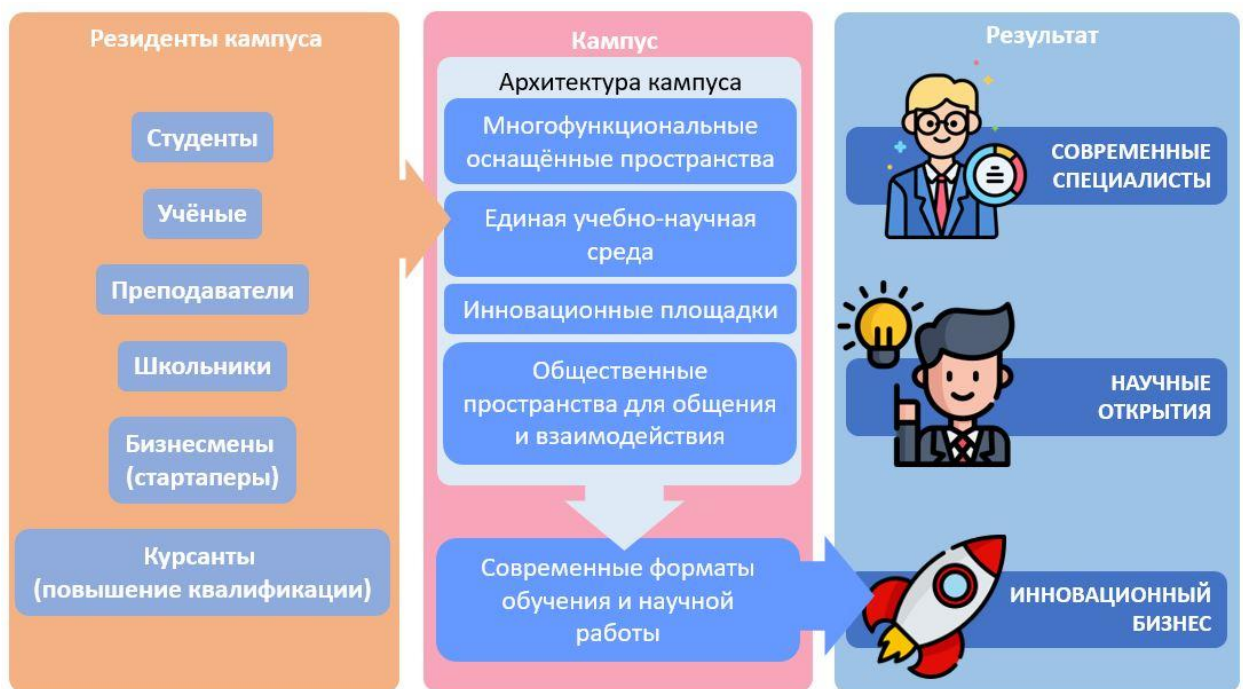 Резиденты кампуса
Студенты
Учёные
Преподаватели
Школьники
Бизнесмены
(стартаперы)
Курсанты
(повышение квалификации)
Кампус
Архитектура кампуса
Многофункциональные
оснащённые пространства
Единая учебно-научная
среда
Инновационные площадки
Общественные
пространства для общения
и взаимодействия
Современные форматы
обучения и научной
работы
Результат
СОВРЕМЕННЫЕ
СПЕЦИАЛИСТЫ
НАУЧНЫЕ
ОТКРЫТИЯ
ИННОВАЦИОННЫЙ
БИЗНЕС